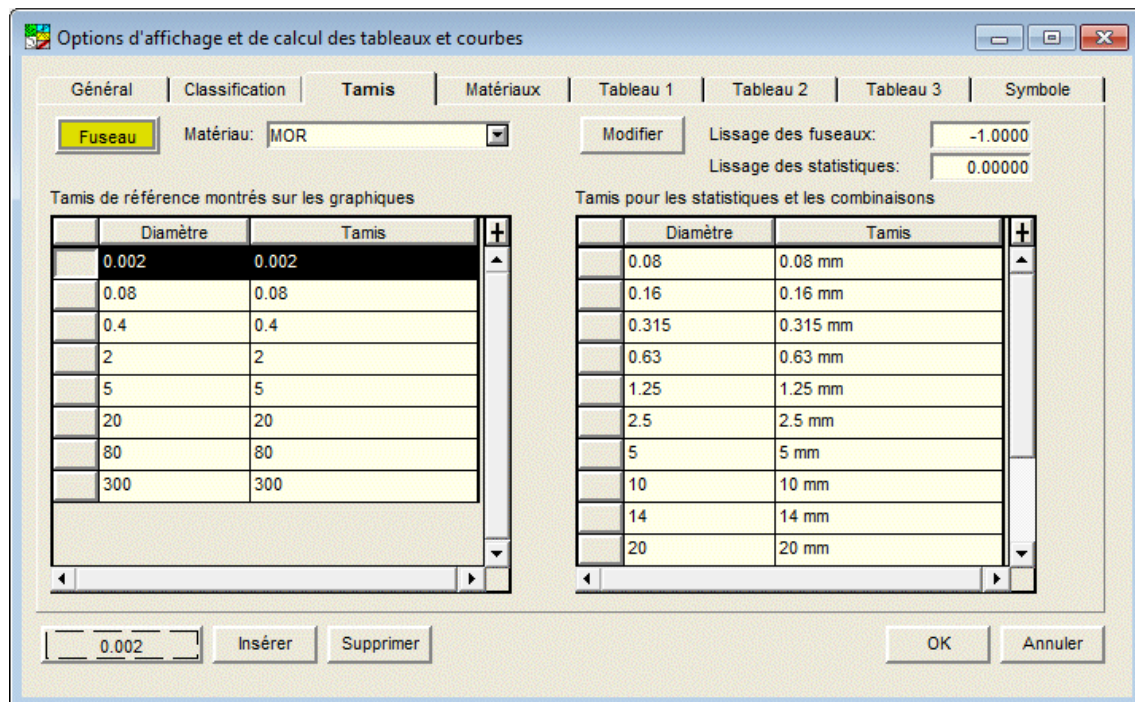 Options d'affichage et de calcul des tableaux et courbes
Général Classification Tamis Matériaux Tableau 1 Tableau 2 Tableau 3 Symbole
Fuseau Matériau: MOR Modifier Lissage des fuseaux: -1.0000
Lissage des statistiques: 0.00000
Tamis de référence montrés sur les graphiques
Diamètre Tamis
0.002 0.002
0.08 0.08
0.4 0.4
2 2
5 5
20 20
80 80
300 300
Tamis pour les statistiques et les combinaisons
Diamètre Tamis
0.08 0.08 mm
0.16 0.16 mm
0.315 0.315 mm
0.63 0.63 mm
1.25 1.25 mm
2.5 2.5 mm
5 5 mm
10 10 mm
14 14 mm
20 20 mm
0.002 Insérer Supprimer OK Annuler